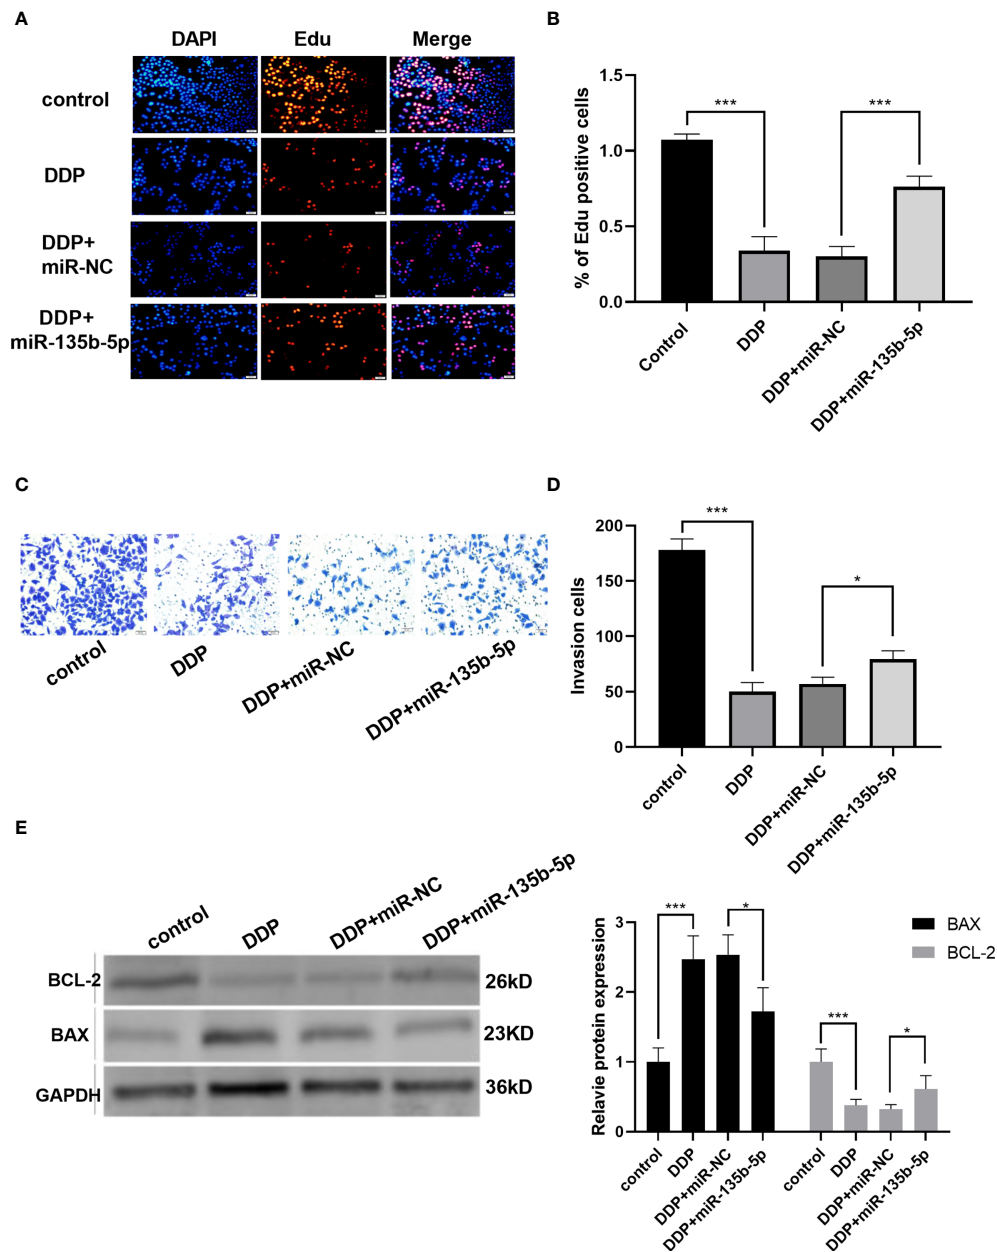 A
DAPI Edu Merge
control
DDP
DDP+
miR-NC
DDP+
miR-135b-5p
B
% of Edu positive cells
1.5
1.0
0.5
0.0
***
***
Control
DDP
DDP+miR-NC
DDP+miR-135b-5p
C
control
DDP
DDP+miR-NC
DDP+miR-135b-5p
D
Invasion cells
200
150
100
50
0
***
*
control
DDP
DDP+miR-NC
DDP+miR-135b-5p
E
control
DDP
DDP+miR-NC
DDP+miR-135b-5p
BCL-2 26kD
BAX 23KD
GAPDH 36kD
Relavie protein expression
3
2
1
0
***
*
***
*
BAX
BCL-2
control
DDP
DDP+miR-NC
DDP+miR-135b-5p
control
DDP
DDP+miR-NC
DDP+miR-135b-5p